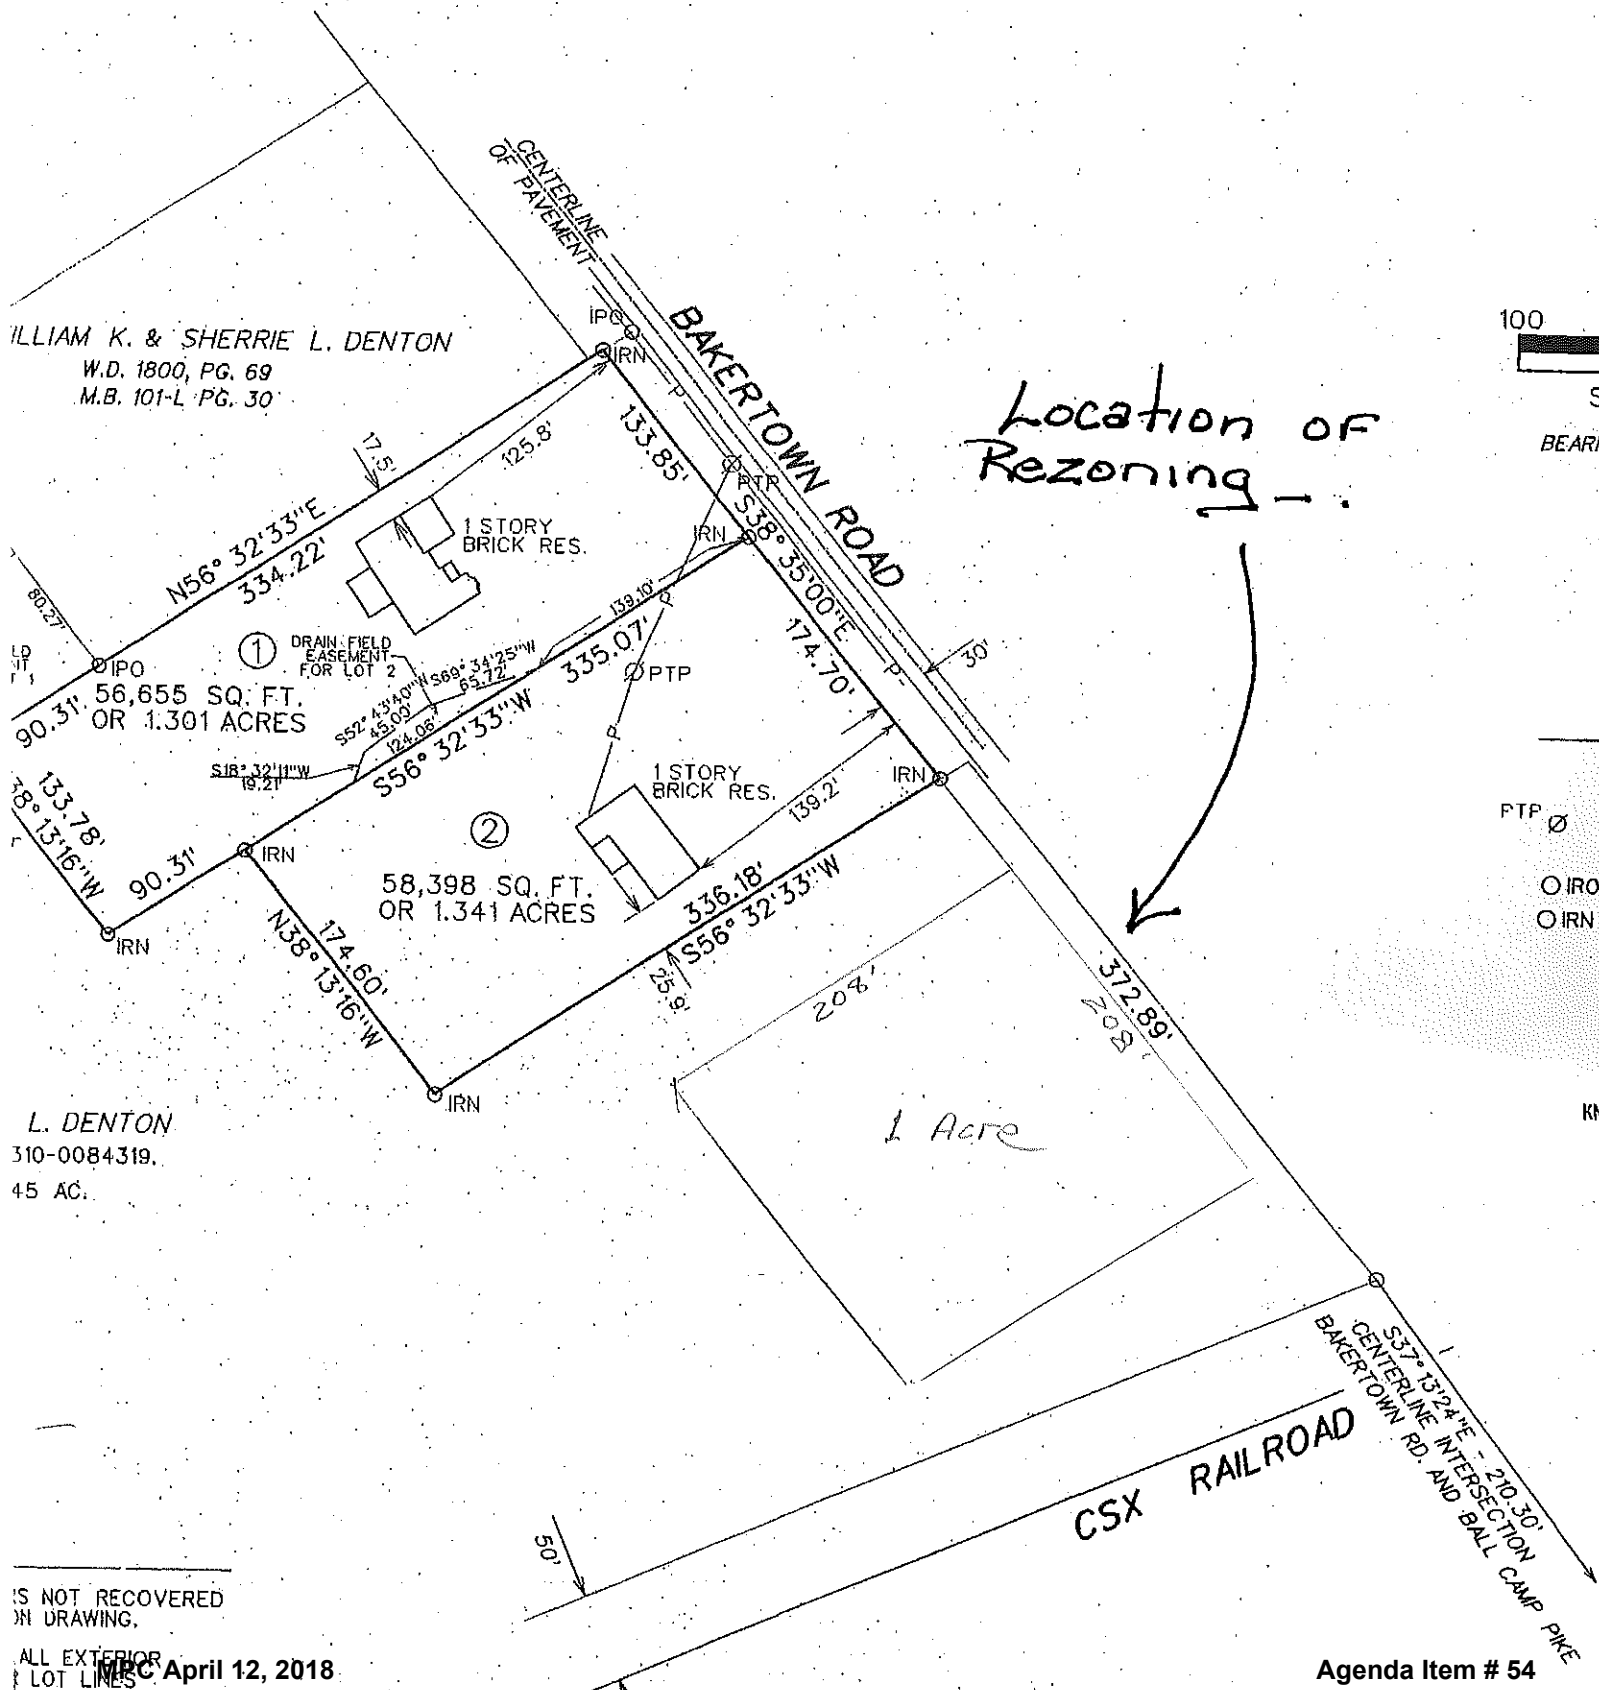 CENTERLINE
OF PAVEMENT
BAKERTOWN ROAD
ILLIAM K. & SHERRIE L. DENTON
W.D. 1800, PG. 69
M.B. 101-L PG. 30
IPO
IRN
P
100
S
BEARI
Location OF
Rezoning
17.5'
125.8'
133.85'
PTP
IRN
S38° 35'00"E
N56° 32'33"E
334.22'
1 STORY
BRICK RES.
80.27'
139.10'
P
335.07'
174.70'
P
30'
LD
IT
1
DRAIN FIELD
EASEMENT
FOR LOT 2
S69° 34'25"W
65.72'
PTP
IPO
56,655 SQ. FT.
OR 1.301 ACRES
90.31'
S52° 43'40"W
45.00'
124.06'
S56° 32'33"W
P
S18° 32'11"W
19.21'
1 STORY
BRICK RES.
139.2'
IRN
133.78'
38° 13'16"W
2
90.31'
IRN
58,398 SQ. FT.
OR 1.341 ACRES
336.18'
S56° 32'33"W
PTP
IRO
IRN
IRN
174.60'
N38° 13'16"W
25.9'
208'
372.89'
208'
IRN
KN
L. DENTON
310-0084319.
45 AC.
1 Acre
S37° 13'24"E - 210.30'
CENTERLINE INTERSECTION
BAKERTOWN RD. AND BALL CAMP PIKE
CSX RAILROAD
50'
IS NOT RECOVERED
ON DRAWING.
ALL EXTERIOR
LOT LINES
MPC April 12, 2018
Agenda Item # 54